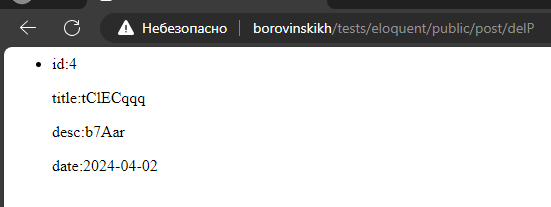 Небезопасно borovinskikh/tests/eloquent/public/post/delP
id:4
title:tClECqqq
desc:b7Aar
date:2024-04-02